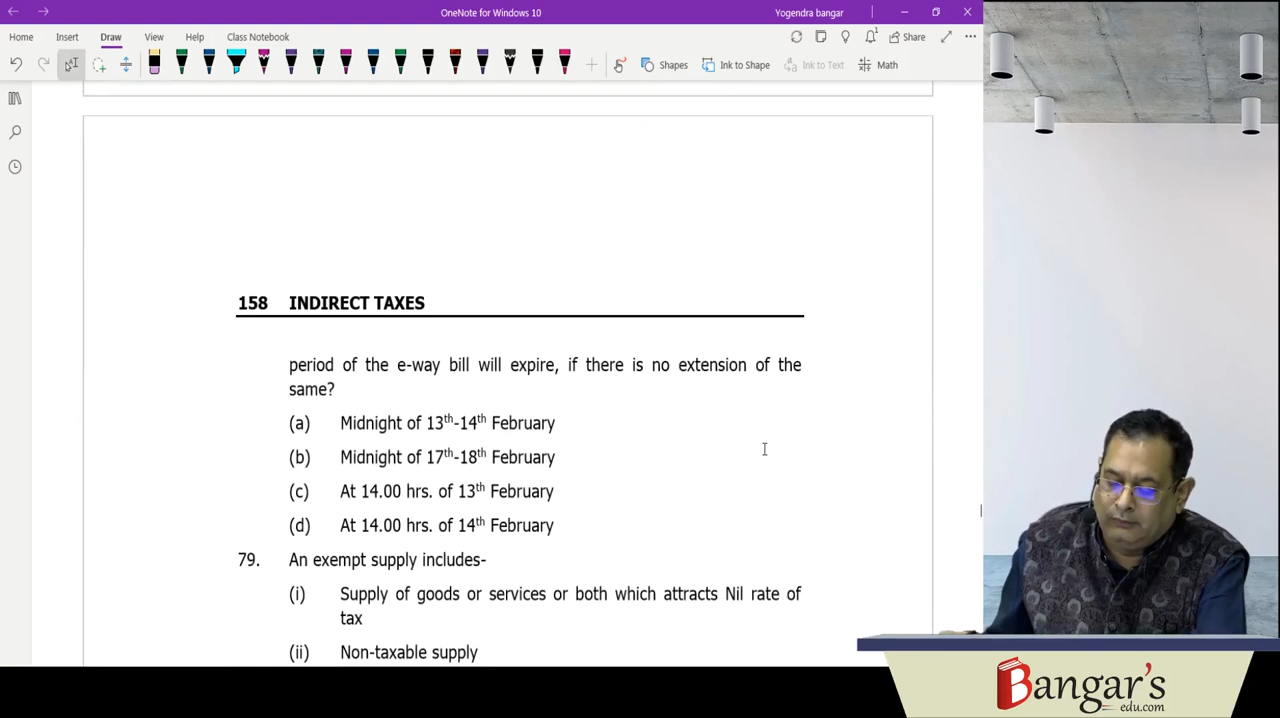 OneNote for Windows 10
Yogendra bangar
Home Insert Draw View Help Class Notebook
Share
Shapes Ink to Shape Ink to Text Math
158 INDIRECT TAXES
period of the e-way bill will expire, if there is no extension of the
same?
(a) Midnight of 13th-14th February
(b) Midnight of 17th-18th February
(c) At 14.00 hrs. of 13th February
(d) At 14.00 hrs. of 14th February
79. An exempt supply includes-
(i) Supply of goods or services or both which attracts Nil rate of
tax
(ii) Non-taxable supply
Bangar's
edu.com